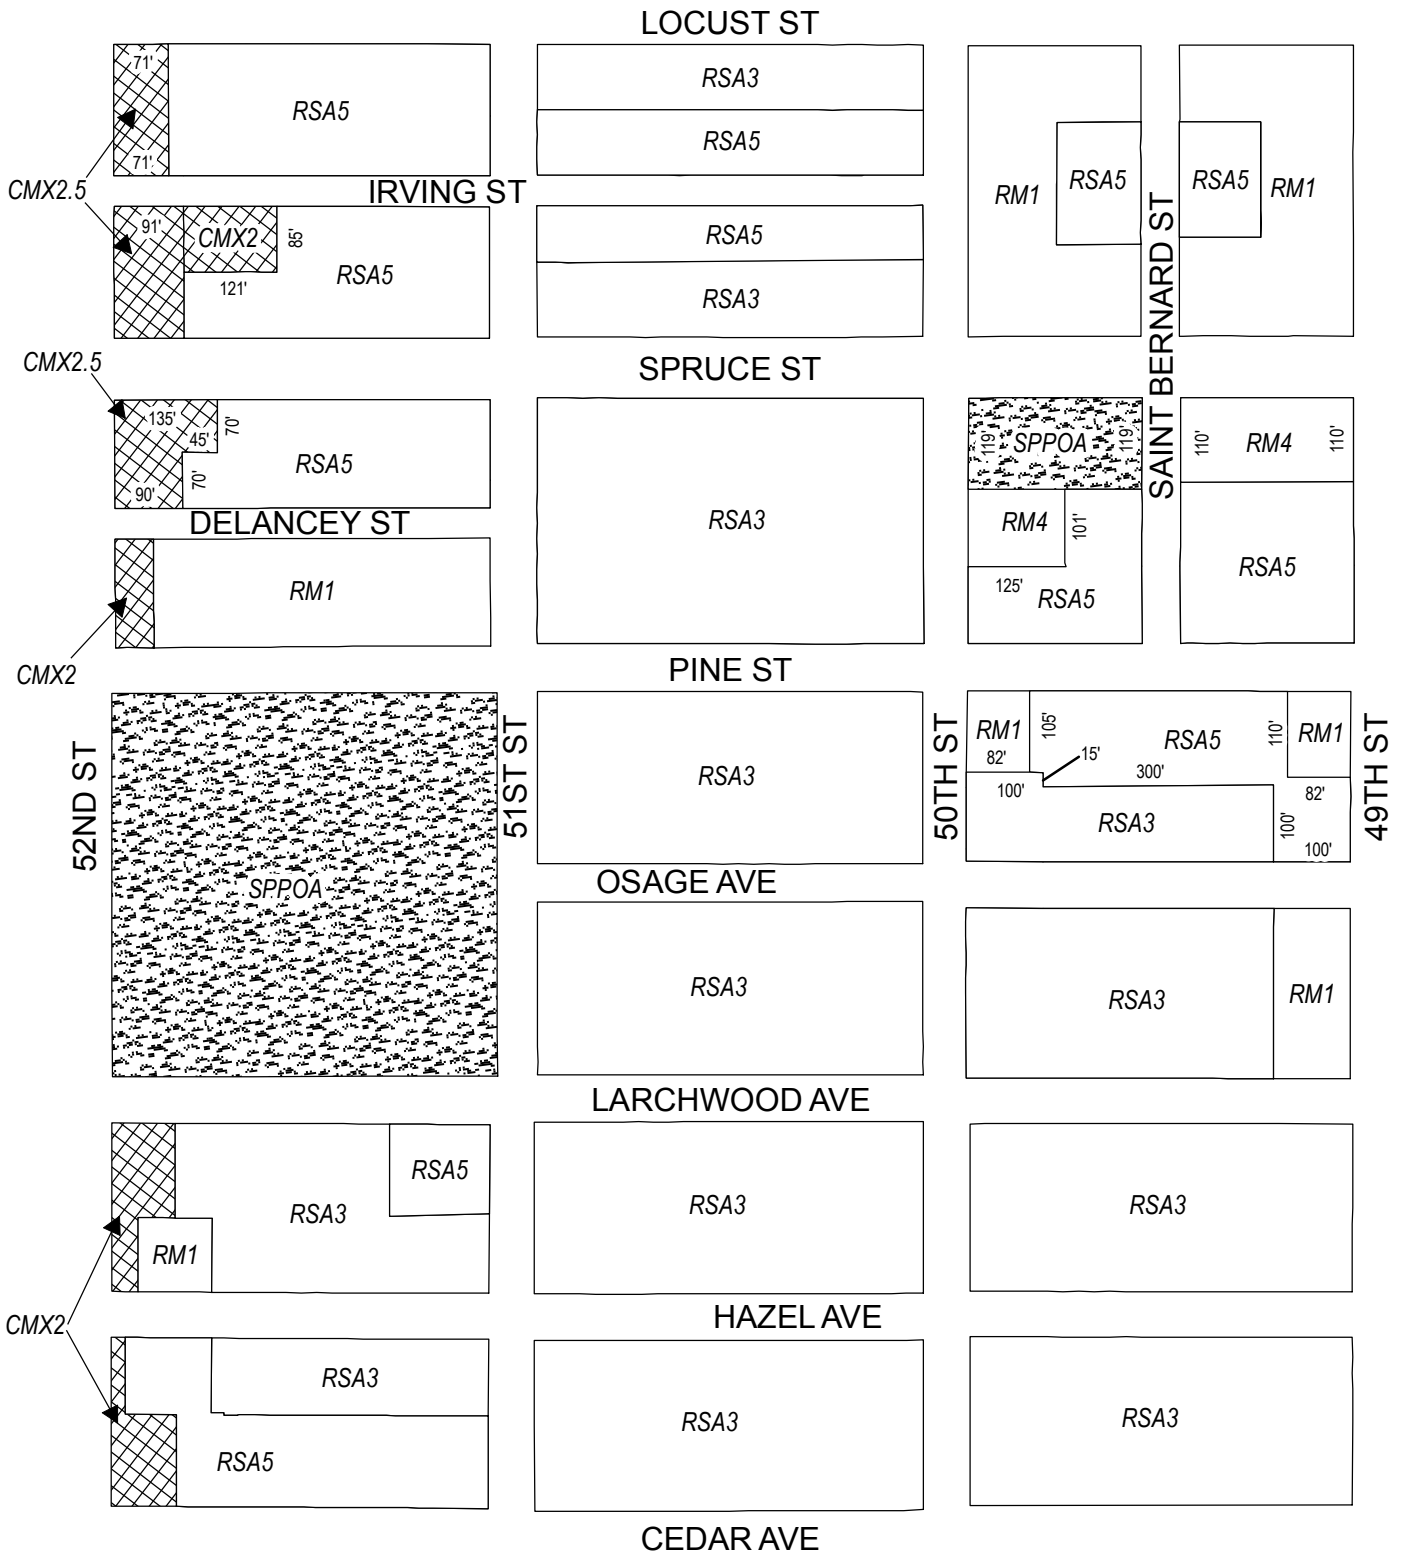 LOCUST ST
71'
RSA5
71'
RSA3
RSA5
RM1
RSA5
RSA5
RM1
CMX2.5
IRVING ST
91'
CMX2
85'
121'
RSA5
RSA5
RSA3
SAINT BERNARD ST
SPRUCE ST
CMX2.5
135'
45'
70'
70'
90'
RSA5
RSA3
119'
SPPOA
119'
110'
RM4
110'
RM4
101'
125'
RSA5
RSA5
DELANCEY ST
RM1
CMX2
PINE ST
52ND ST
SPPOA
51ST ST
RSA3
50TH ST
RM1
82'
105'
15'
RSA5
300'
110'
RM1
82'
100'
RSA3
100'
100'
49TH ST
OSAGE AVE
RSA3
RSA3
RM1
LARCHWOOD AVE
RSA5
RSA3
RM1
RSA3
RSA3
CMX2
HAZEL AVE
RSA3
RSA5
RSA3
RSA3
CEDAR AVE